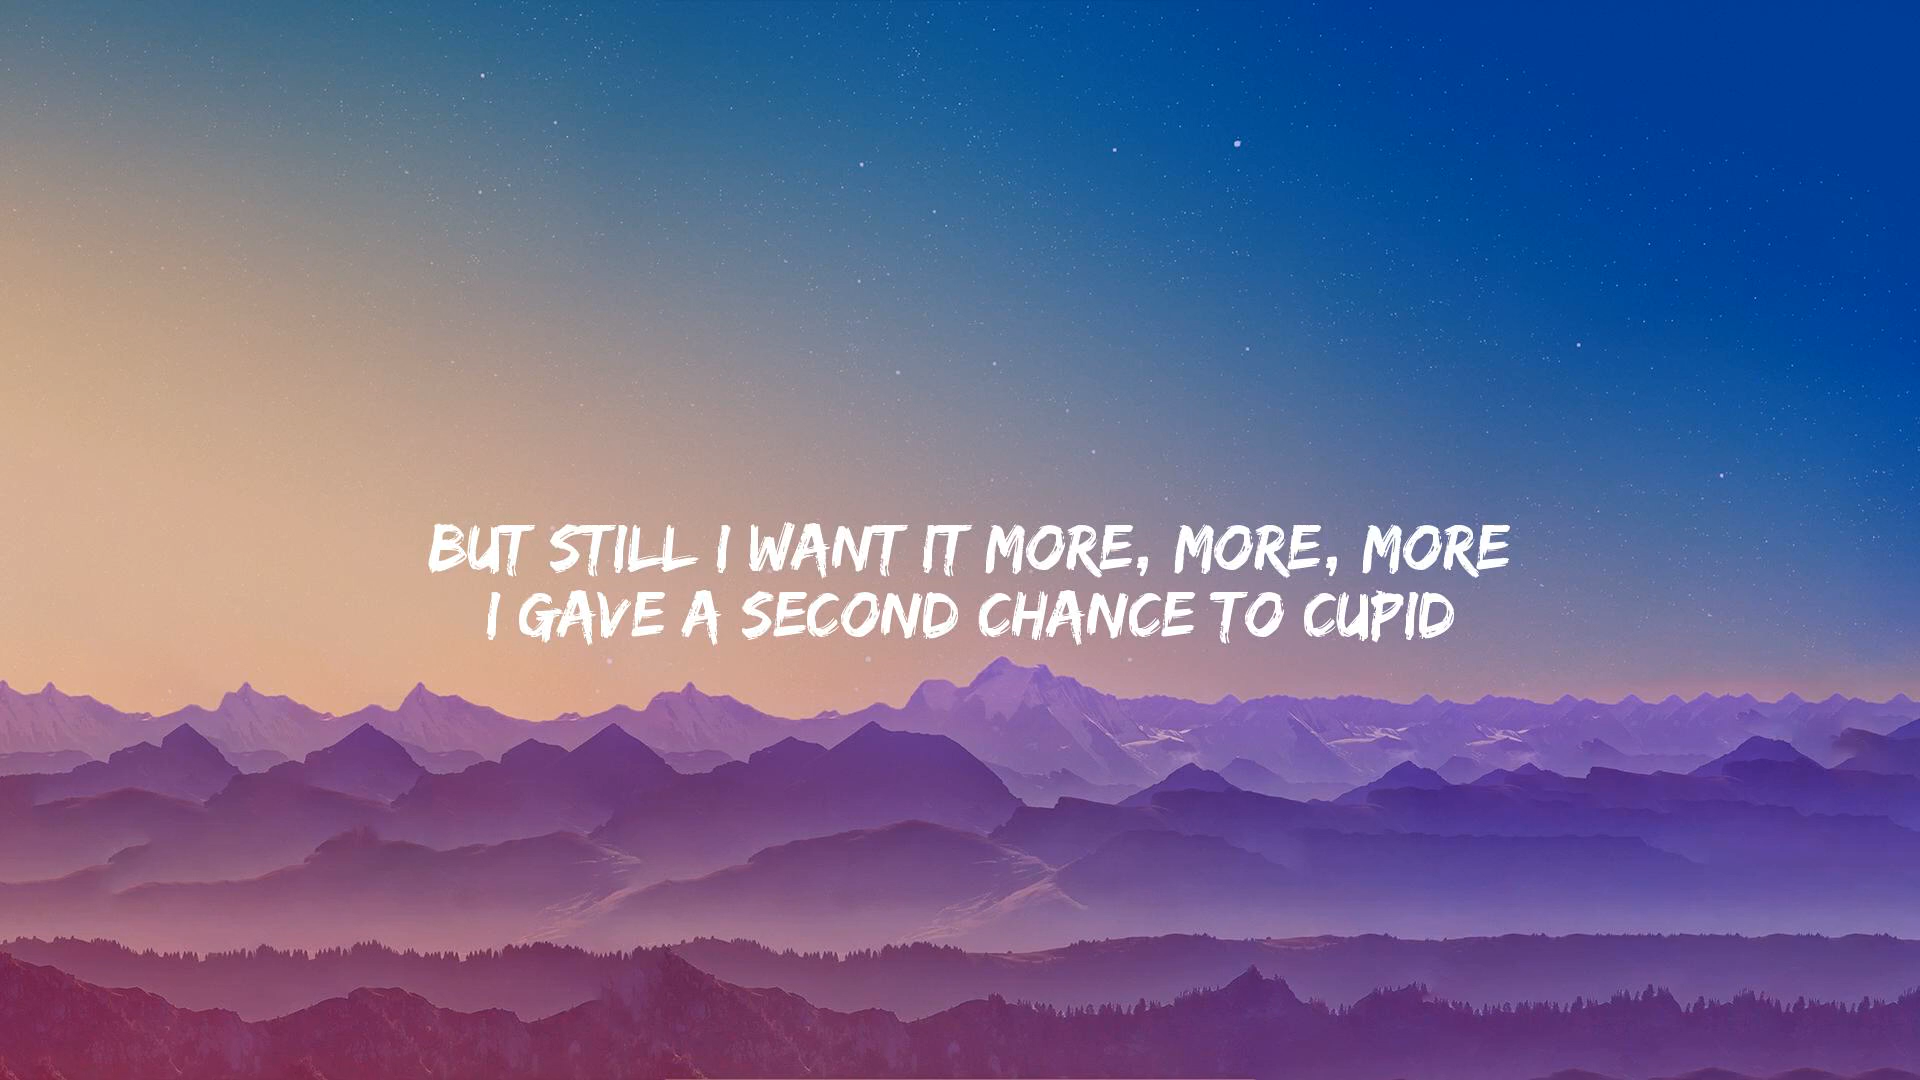 BUT STILL I WANT IT MORE, MORE, MORE
I GAVE A SECOND CHANCE TO CUPID